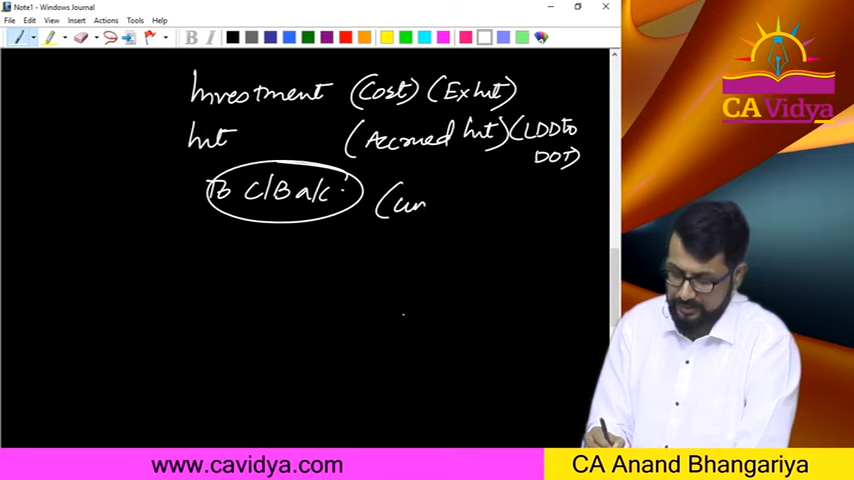 Note1 - Windows Journal
File Edit View Insert Actions Tools Help
Investment (Cost) (Ex Int)
Int (Accrued Int) (LDD to
DOT)
To C/B a/c. (Cum
CA Vidya
www.cavidya.com
CA Anand Bhangariya